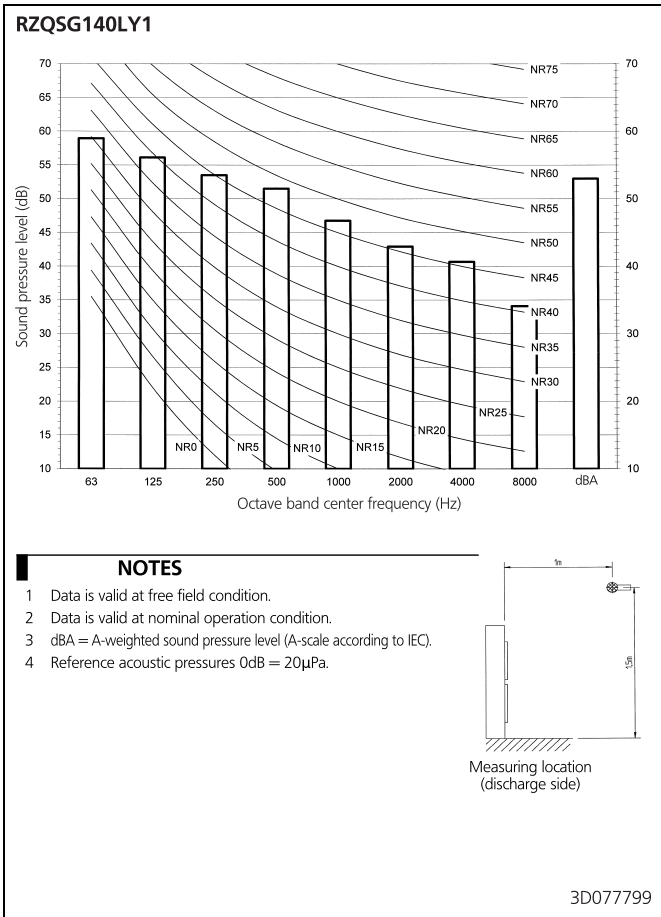 RZQSG140LY1
70
65
60
55
50
45
40
35
30
25
20
15
10
Sound pressure level (dB)
70
60
50
40
30
20
10
NR75
NR70
NR65
NR60
NR55
NR50
NR45
NR40
NR35
NR30
NR25
NR20
NR0 NR5 NR10 NR15
63 125 250 500 1000 2000 4000 8000 dBA
Octave band center frequency (Hz)
NOTES
1 Data is valid at free field condition.
2 Data is valid at nominal operation condition.
3 dBA = A-weighted sound pressure level (A-scale according to IEC).
4 Reference acoustic pressures 0dB = 20μPa.
1m
1,5m
Measuring location
(discharge side)
3D077799